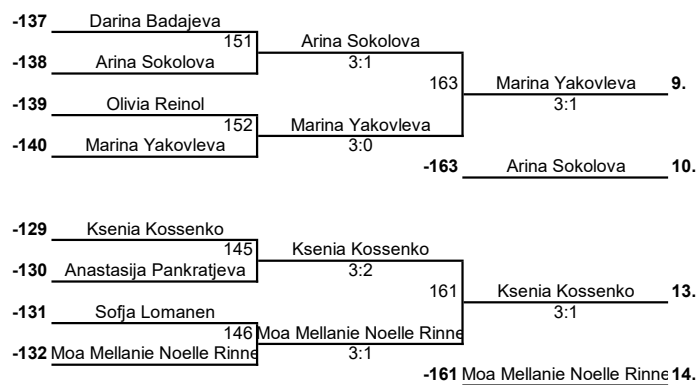 -137 Darina Badajeva
151 Arina Sokolova
-138 Arina Sokolova 3:1
163 Marina Yakovleva 9.
-139 Olivia Reinol 3:1
152 Marina Yakovleva
-140 Marina Yakovleva 3:0
-163 Arina Sokolova 10.
-129 Ksenia Kossenko
145 Ksenia Kossenko
-130 Anastasija Pankratjeva 3:2
161 Ksenia Kossenko 13.
-131 Sofja Lomanen 3:1
146 Moa Mellanie Noelle Rinne
-132 Moa Mellanie Noelle Rinne 3:1
-161 Moa Mellanie Noelle Rinne 14.